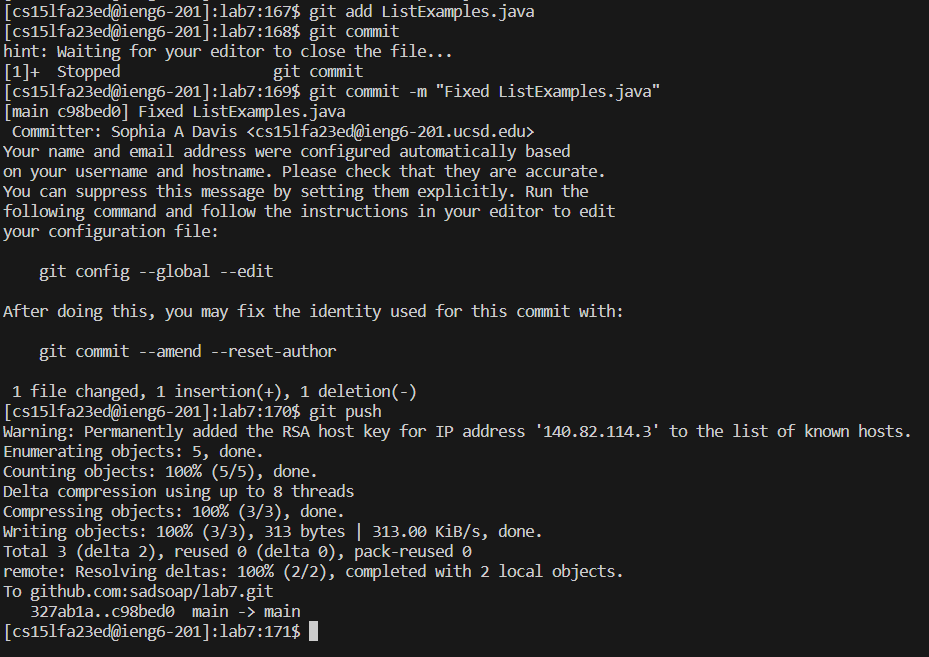 [cs15lfa23ed@ieng6-201]:lab7:167$ git add ListExamples.java
[cs15lfa23ed@ieng6-201]:lab7:168$ git commit
hint: Waiting for your editor to close the file...
[1]+  Stopped                 git commit
[cs15lfa23ed@ieng6-201]:lab7:169$ git commit -m "Fixed ListExamples.java"
[main c98bed0] Fixed ListExamples.java
 Committer: Sophia A Davis <cs15lfa23ed@ieng6-201.ucsd.edu>
Your name and email address were configured automatically based
on your username and hostname. Please check that they are accurate.
You can suppress this message by setting them explicitly. Run the
following command and follow the instructions in your editor to edit
your configuration file:

    git config --global --edit

After doing this, you may fix the identity used for this commit with:

    git commit --amend --reset-author

 1 file changed, 1 insertion(+), 1 deletion(-)
[cs15lfa23ed@ieng6-201]:lab7:170$ git push
Warning: Permanently added the RSA host key for IP address '140.82.114.3' to the list of known hosts.
Enumerating objects: 5, done.
Counting objects: 100% (5/5), done.
Delta compression using up to 8 threads
Compressing objects: 100% (3/3), done.
Writing objects: 100% (3/3), 313 bytes | 313.00 KiB/s, done.
Total 3 (delta 2), reused 0 (delta 0), pack-reused 0
remote: Resolving deltas: 100% (2/2), completed with 2 local objects.
To github.com:sadsoap/lab7.git
   327ab1a..c98bed0  main -> main
[cs15lfa23ed@ieng6-201]:lab7:171$